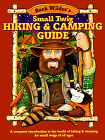 Buck Wilder's
Small Twig
HIKING & CAMPING
GUIDE
A complete introduction to the world of hiking & camping
for small twigs of all ages